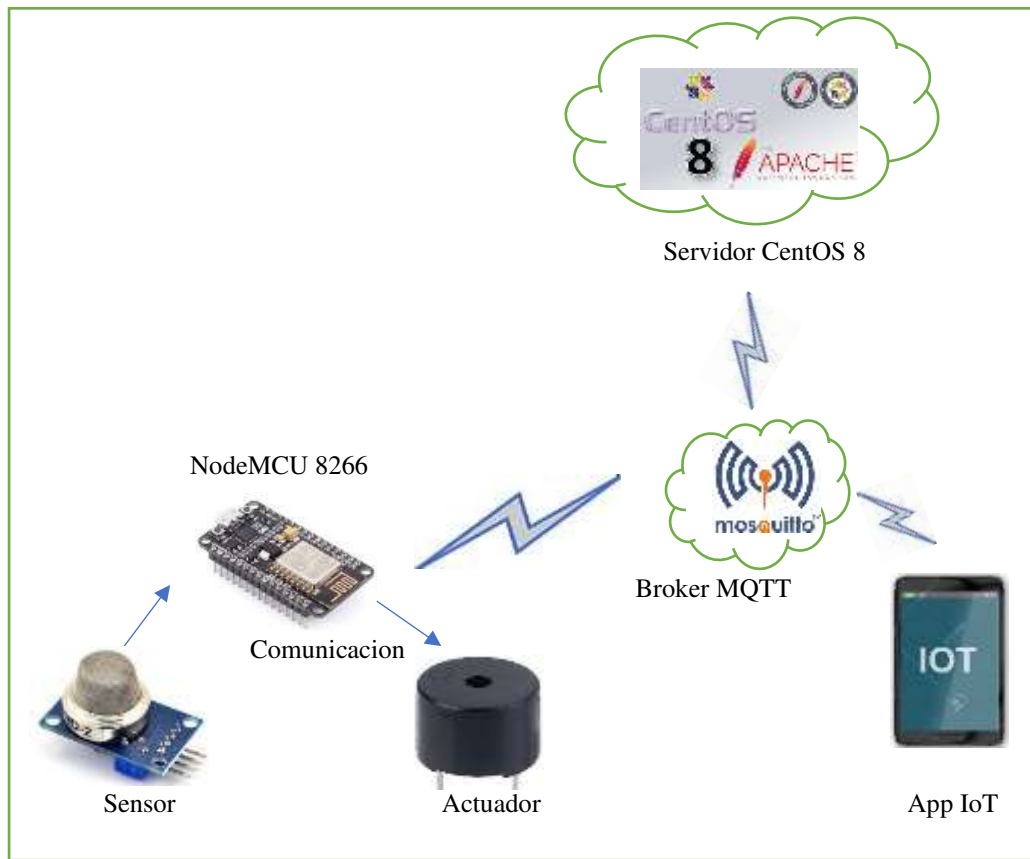 CentOS
8
APACHE
Servidor CentOS 8
NodeMCU 8266
mosquitto
Broker MQTT
Comunicacion
IOT
Sensor
Actuador
App IoT